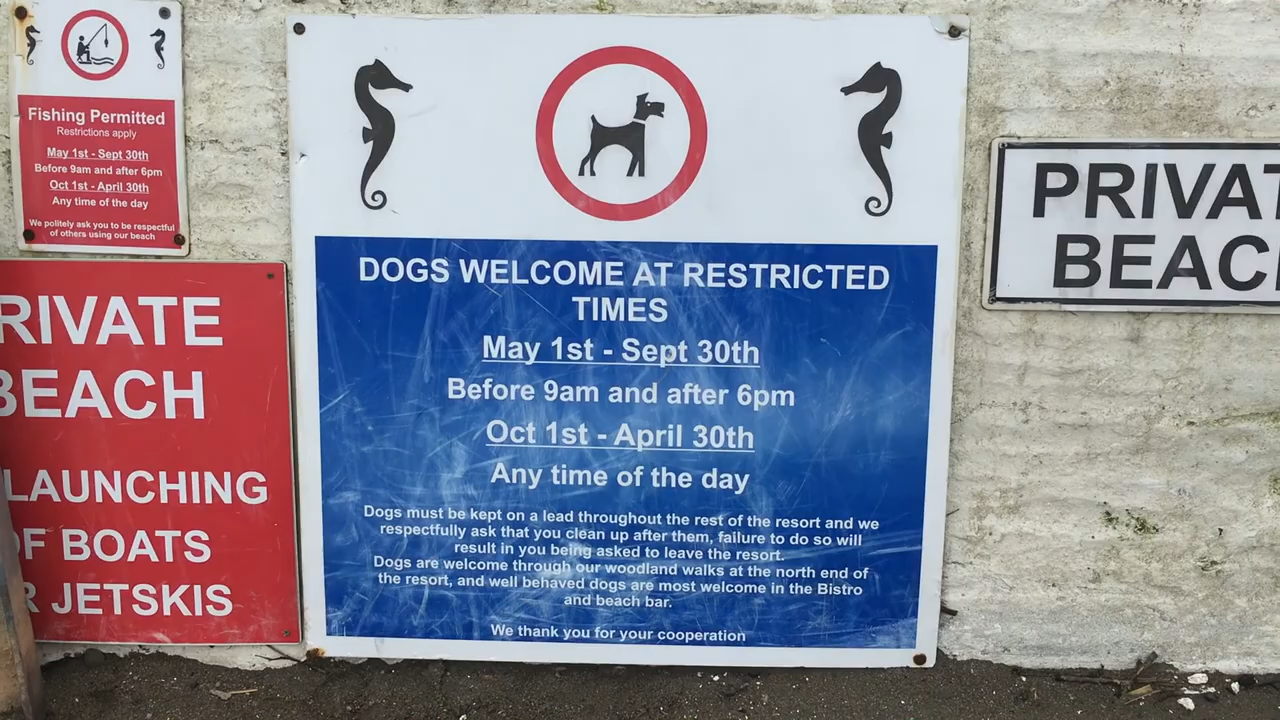 Fishing Permitted
Restrictions apply
May 1st - Sept 30th
Before 9am and after 6pm
Oct 1st - April 30th
Any time of the day
We politely ask you to be respectful
of others using our beach
RIVATE
BEACH
LAUNCHING
OF BOATS
R JETSKIS
DOGS WELCOME AT RESTRICTED
TIMES
May 1st - Sept 30th
Before 9am and after 6pm
Oct 1st - April 30th
Any time of the day
Dogs must be kept on a lead throughout the rest of the resort and we
respectfully ask that you clean up after them, failure to do so will
result in you being asked to leave the resort.
Dogs are welcome through our woodland walks at the north end of
the resort, and well behaved dogs are most welcome in the Bistro
and beach bar.
We thank you for your cooperation
PRIVAT
BEAC